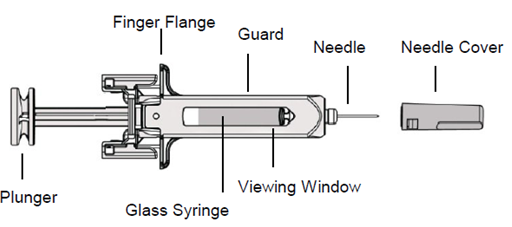 Finger Flange
Guard
Needle
Needle Cover
Plunger
Glass Syringe
Viewing Window